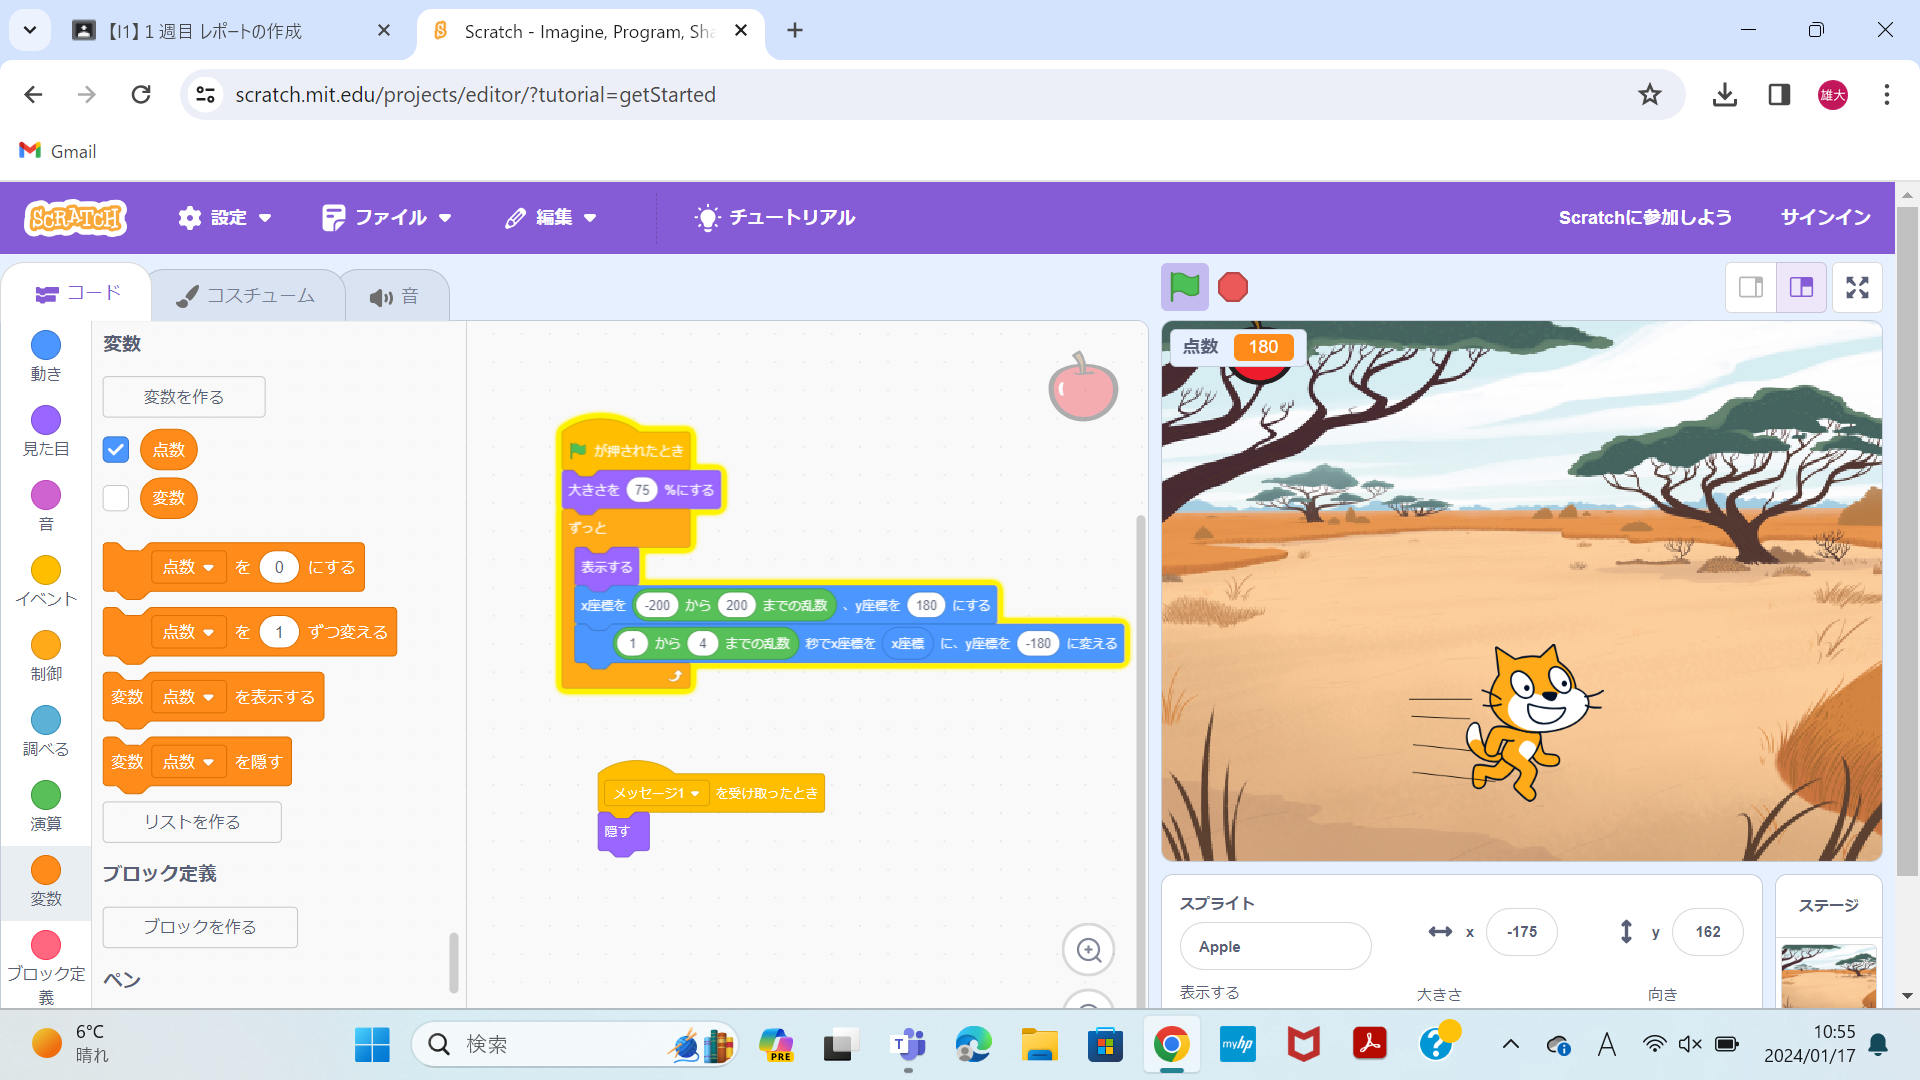 【I1】１週目 レポートの作成
Scratch - Imagine, Program, Sha
scratch.mit.edu/projects/editor/?tutorial=getStarted
雄大
Gmail
SCRATCH
設定
ファイル
編集
チュートリアル
Scratchに参加しよう
サインイン
コード
コスチューム
音
動き
見た目
音
イベント
制御
調べる
演算
変数
ブロック定
義
変数
変数を作る
点数
変数
点数 を 0 にする
点数 を 1 ずつ変える
変数 点数 を表示する
変数 点数 を隠す
リストを作る
ブロック定義
ブロックを作る
ペン
が押されたとき
大きさを 75 %にする
ずっと
表示する
x座標を -200 から 200 までの乱数 、y座標を 180 にする
1 から 4 までの乱数 秒でx座標を x座標 に、y座標を -180 に変える
メッセージ1 を受け取ったとき
隠す
点数 180
スプライト
Apple
x -175
y 162
表示する
大きさ
向き
ステージ
6°C
晴れ
検索
PRE
T
myhp
A
10:55
2024/01/17